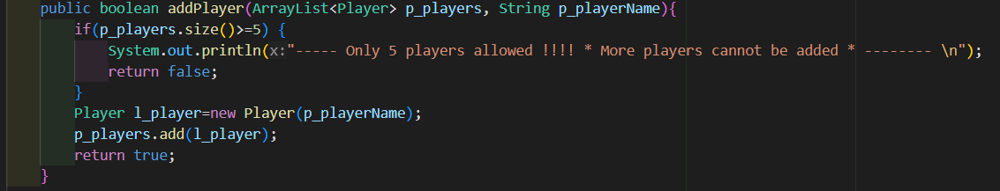 public boolean addPlayer(ArrayList<Player> p_players, String p_playerName){
if(p_players.size()>=5) {
System.out.println(x:"----- Only 5 players allowed !!!! * More players cannot be added * -------- \n");
return false;
}
Player l_player=new Player(p_playerName);
p_players.add(l_player);
return true;
}